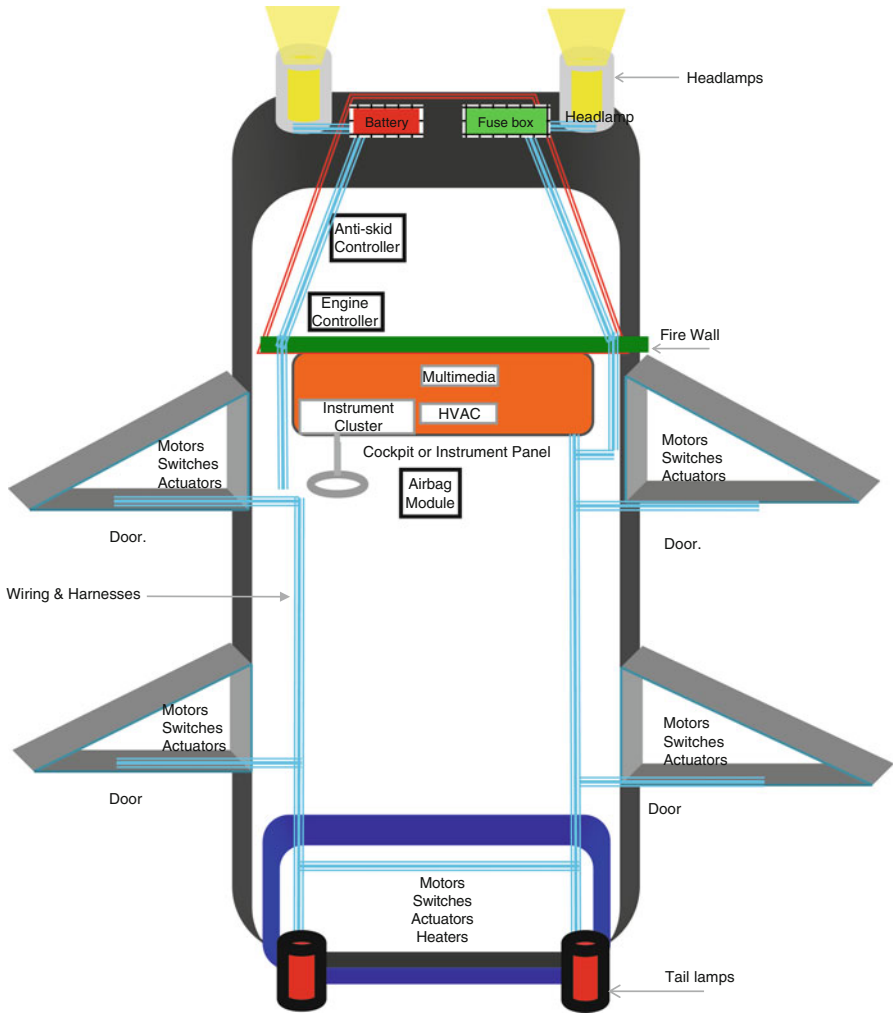 Headlamps
Battery
Fuse box
Headlamp
Anti-skid
Controller
Engine
Controller
Fire Wall
Multimedia
Instrument
Cluster
HVAC
Cockpit or Instrument Panel
Airbag
Module
Motors
Switches
Actuators
Door.
Motors
Switches
Actuators
Door.
Wiring & Harnesses
Motors
Switches
Actuators
Door
Motors
Switches
Actuators
Door
Motors
Switches
Actuators
Heaters
Tail lamps